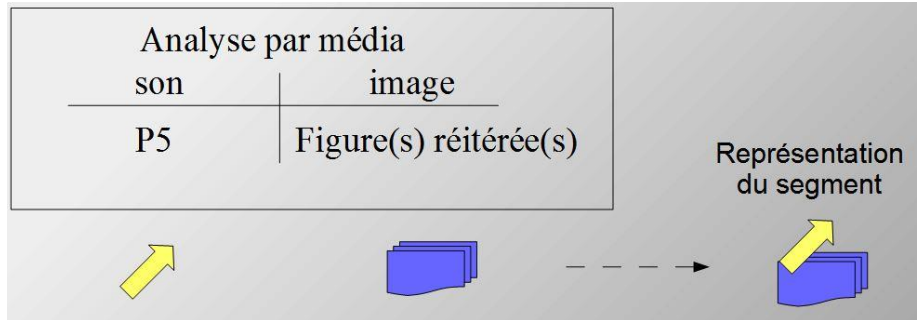 Analyse par média
son image
P5 Figure(s) réitérée(s)
Représentation
du segment